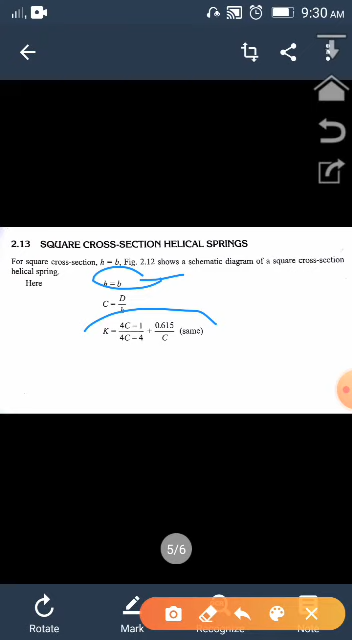 9:30 AM
2.13 SQUARE CROSS-SECTION HELICAL SPRINGS
For square cross-section, h = b, Fig. 2.12 shows a schematic diagram of a square cross-section
helical spring.
Here h = b
C = D/b
K = (4C – 1)/(4C – 4) + 0.615/C (same)
5/6
Rotate Mark Recognize Note